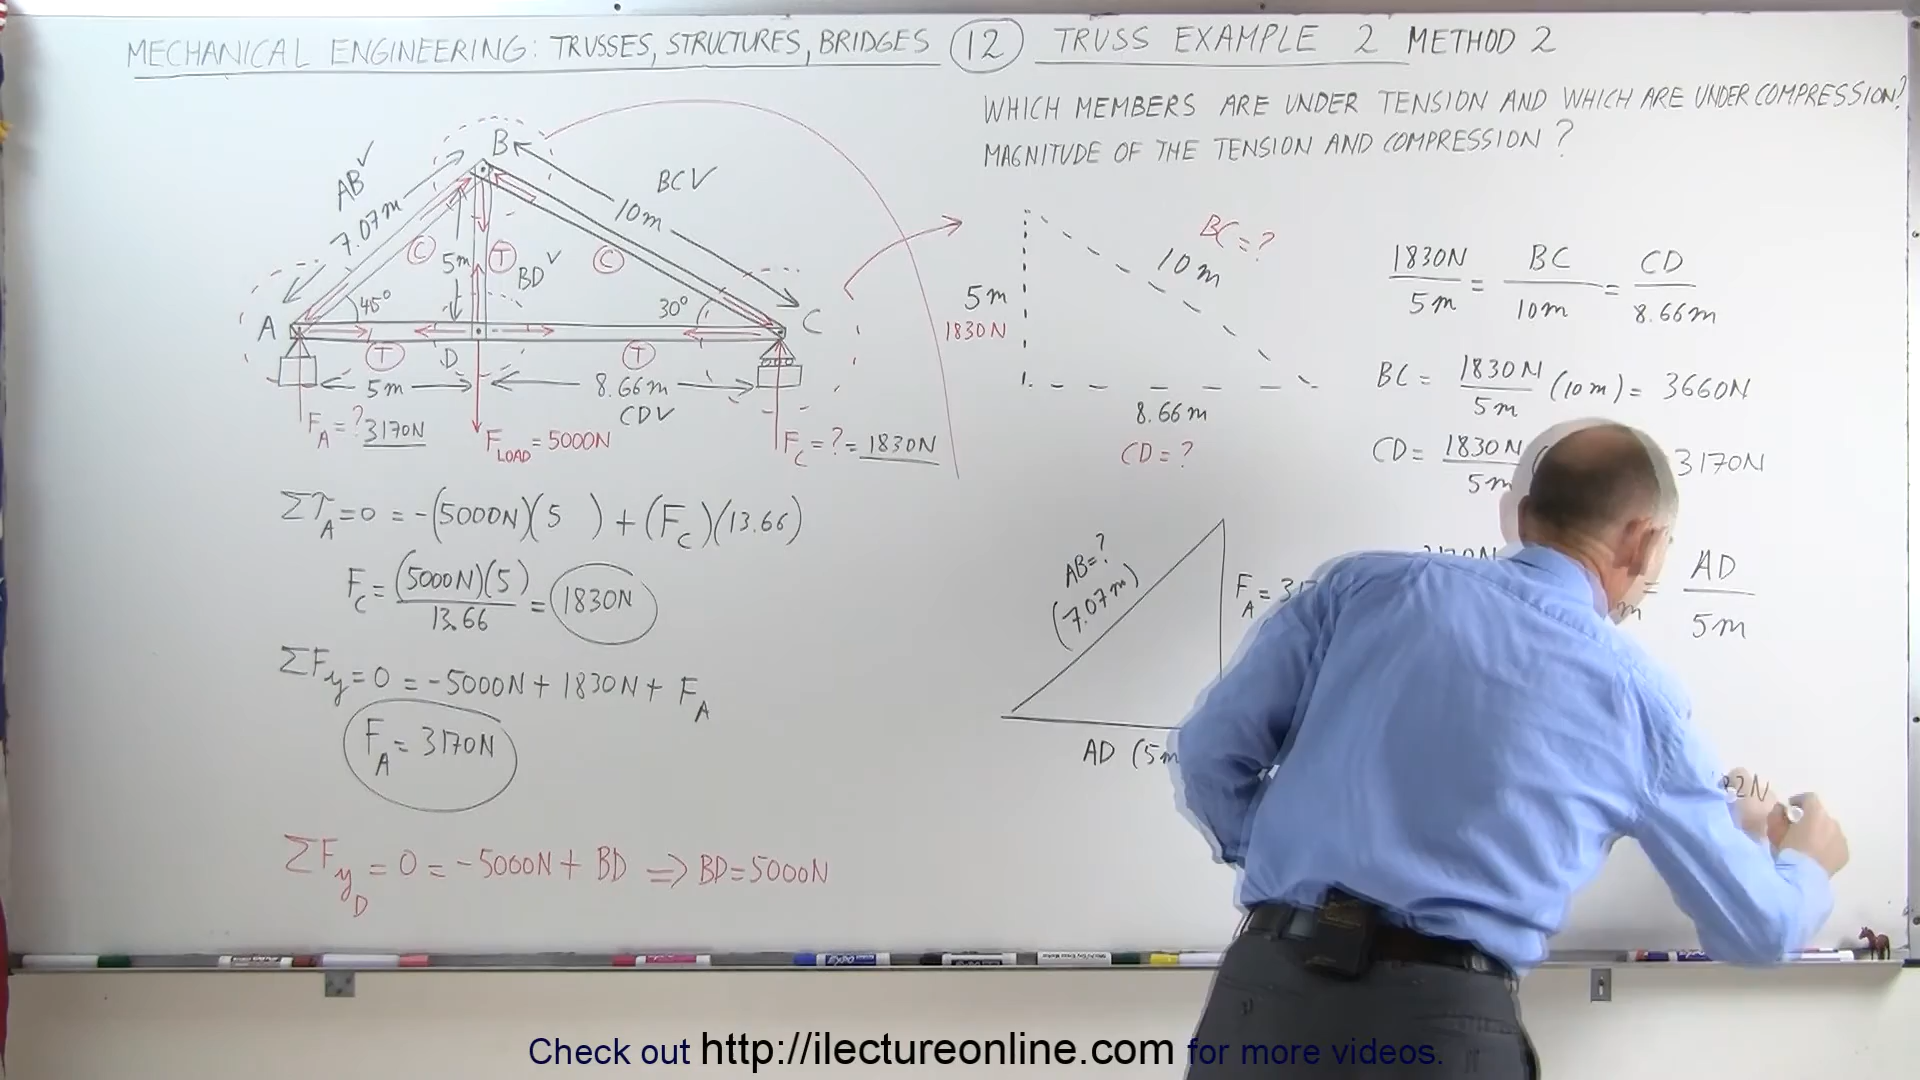 MECHANICAL ENGINEERING: TRUSSES, STRUCTURES, BRIDGES (12) TRUSS EXAMPLE 2 METHOD 2
WHICH MEMBERS ARE UNDER TENSION AND WHICH ARE UNDER COMPRESSION?
MAGNITUDE OF THE TENSION AND COMPRESSION?
B
AB✓
7.07m
BC✓
10m
C
5m
T
BD✓
C
45°
30°
A
C
T
D
T
5m
8.66m
CD✓
F_A = ? 3170N
F_LOAD = 5000N
F_C = ? = 1830N
ΣT_A = 0 = -(5000N)(5 ) + (F_C)(13.66)
F_C = (5000N)(5) / 13.66 = 1830N
ΣF_y = 0 = -5000N + 1830N + F_A
F_A = 3170N
ΣF_y_D = 0 = -5000N + BD => BD = 5000N
BC = ?
10m
5m
1830N
8.66m
CD = ?
1830N / 5m = BC / 10m = CD / 8.66m
BC = 1830N / 5m (10m) = 3660N
CD = 1830N / 5m
3170N
AB = ?
(7.07m)
F_A = 
AD (5m
= AD / 5m
Check out http://ilectureonline.com for more videos.